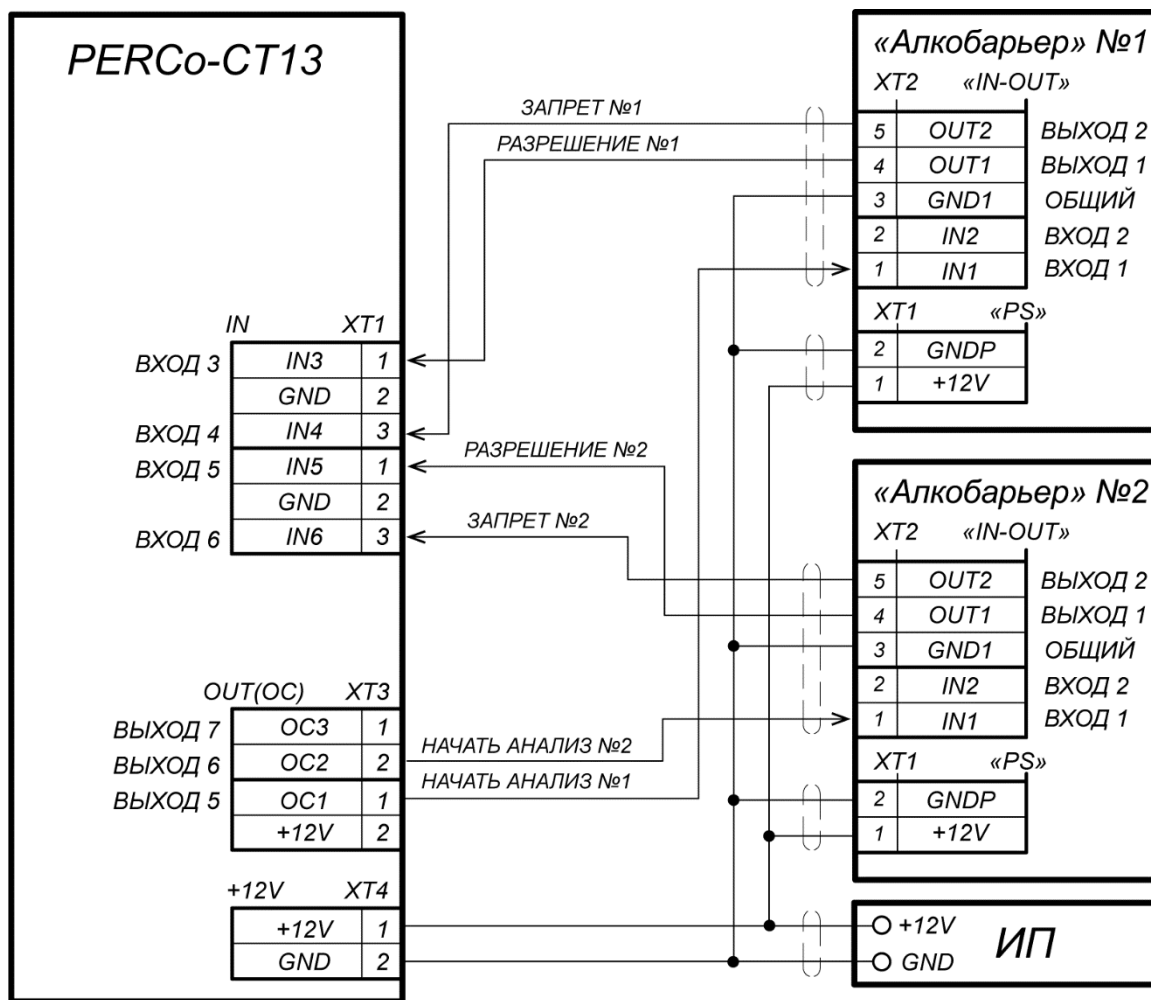 PERCo-CT13
IN XT1
ВХОД 3 IN3 1
GND 2
ВХОД 4 IN4 3
ВХОД 5 IN5 1
GND 2
ВХОД 6 IN6 3
OUT(OC) XT3
ВЫХОД 7 OC3 1
ВЫХОД 6 OC2 2
ВЫХОД 5 OC1 1
+12V 2
+12V XT4
+12V 1
GND 2
ЗАПРЕТ №1
РАЗРЕШЕНИЕ №1
РАЗРЕШЕНИЕ №2
ЗАПРЕТ №2
НАЧАТЬ АНАЛИЗ №2
НАЧАТЬ АНАЛИЗ №1
«Алкобарьер» №1
XT2 «IN-OUT»
5 OUT2 ВЫХОД 2
4 OUT1 ВЫХОД 1
3 GND1 ОБЩИЙ
2 IN2 ВХОД 2
1 IN1 ВХОД 1
XT1 «PS»
2 GNDP
1 +12V
«Алкобарьер» №2
XT2 «IN-OUT»
5 OUT2 ВЫХОД 2
4 OUT1 ВЫХОД 1
3 GND1 ОБЩИЙ
2 IN2 ВХОД 2
1 IN1 ВХОД 1
XT1 «PS»
2 GNDP
1 +12V
+12V
GND
ИП